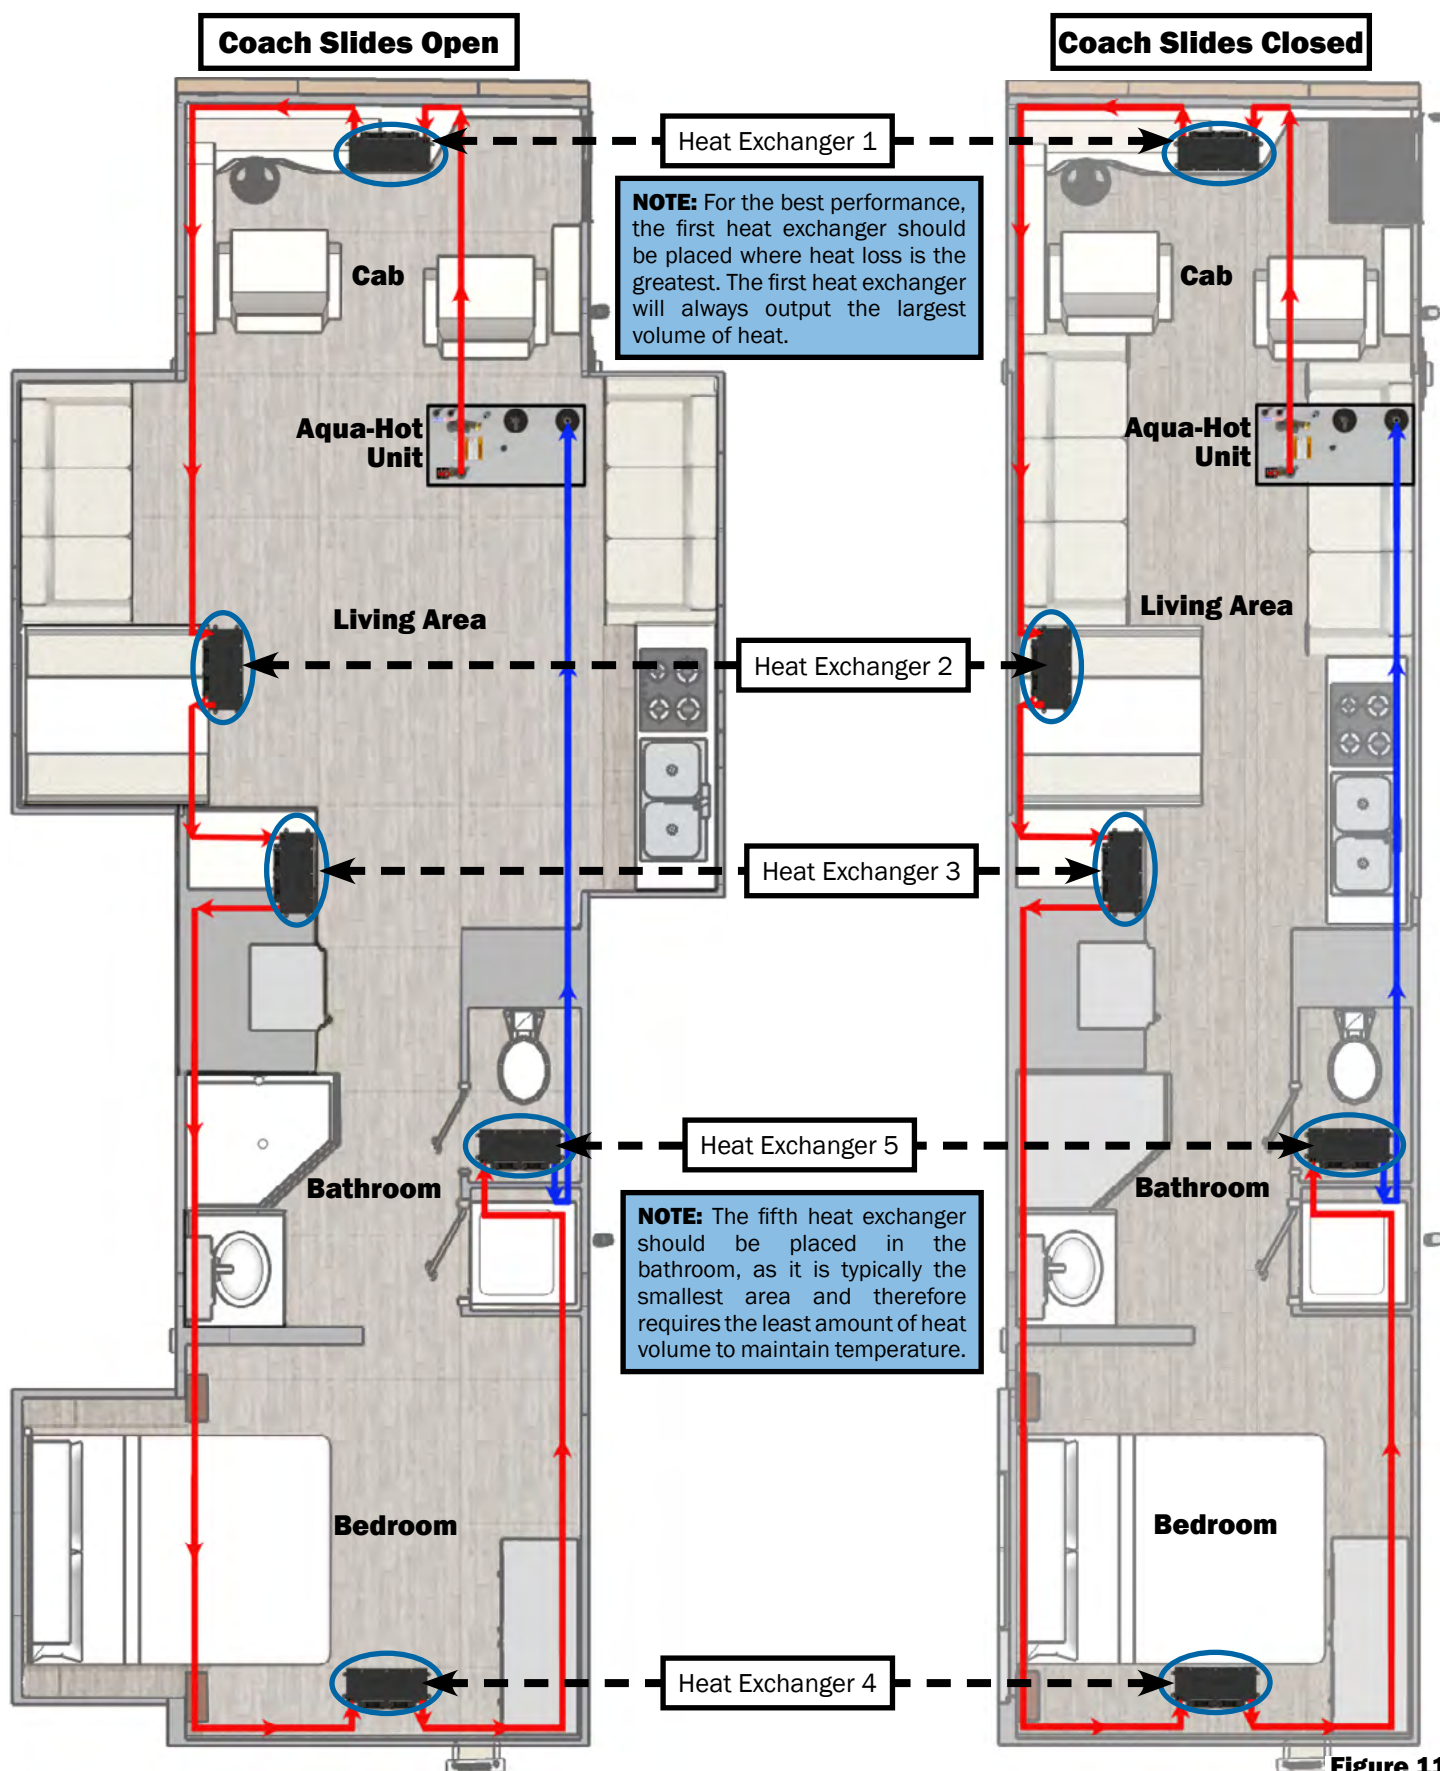 Coach Slides Open
Coach Slides Closed
Heat Exchanger 1
NOTE: For the best performance,
the first heat exchanger should
be placed where heat loss is the
greatest. The first heat exchanger
will always output the largest
volume of heat.
Cab
Cab
Aqua-Hot
Unit
Aqua-Hot
Unit
Living Area
Living Area
Heat Exchanger 2
Heat Exchanger 3
Heat Exchanger 5
Bathroom
Bathroom
NOTE: The fifth heat exchanger
should be placed in the
bathroom, as it is typically the
smallest area and therefore
requires the least amount of heat
volume to maintain temperature.
Bedroom
Bedroom
Heat Exchanger 4
Figure 11